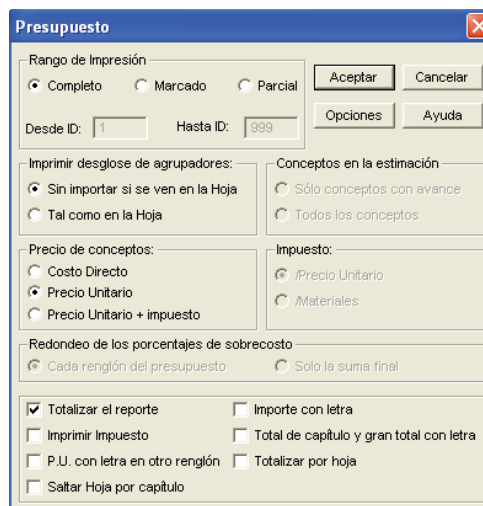 Presupuesto
Rango de Impresión
Completo Marcado Parcial
Desde ID: 1 Hasta ID: 999
Aceptar Cancelar
Opciones Ayuda
Imprimir desglose de agrupadores:
Sin importar si se ven en la Hoja
Tal como en la Hoja
Conceptos en la estimación
Sólo conceptos con avance
Todos los conceptos
Precio de conceptos:
Costo Directo
Precio Unitario
Precio Unitario + impuesto
Impuesto:
/Precio Unitario
/Materiales
Redondeo de los porcentajes de sobrecosto
Cada renglón del presupuesto Solo la suma final
Totalizar el reporte Importe con letra
Imprimir Impuesto Total de capítulo y gran total con letra
P.U. con letra en otro renglón Totalizar por hoja
Saltar Hoja por capítulo